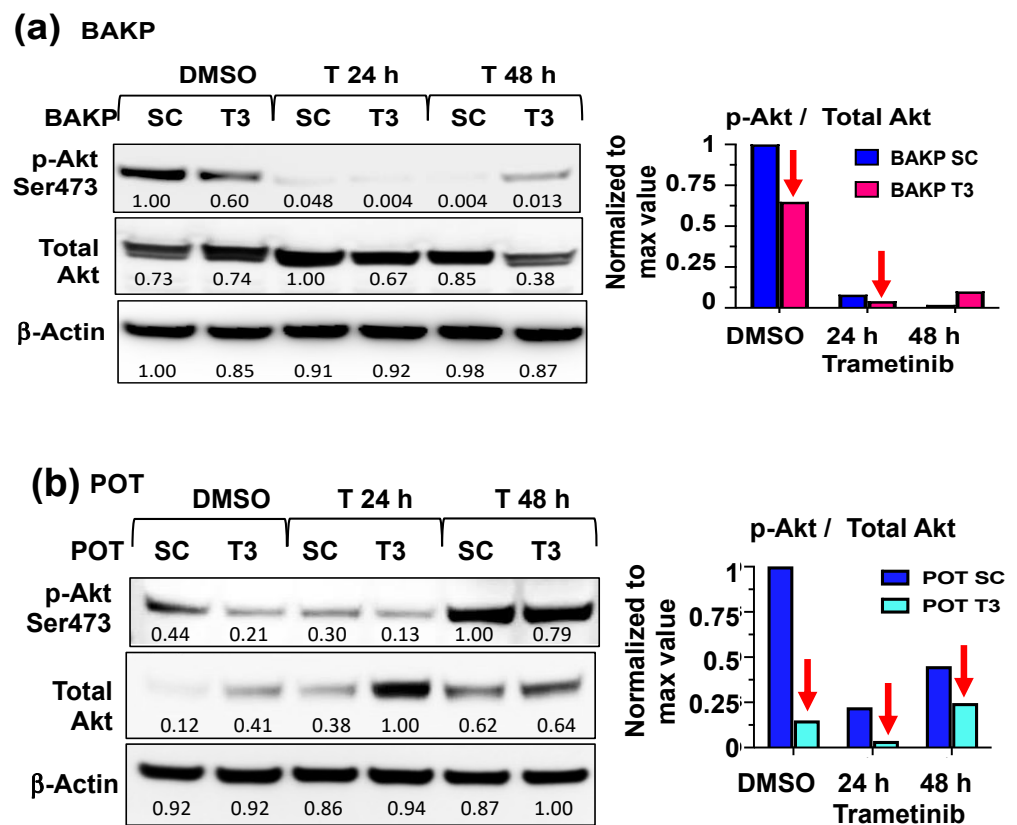 (a) BAKP
DMSO T 24 h T 48 h
BAKP SC T3 SC T3 SC T3
p-Akt
Ser473
1.00 0.60 0.048 0.004 0.004 0.013
Total
Akt
0.73 0.74 1.00 0.67 0.85 0.38
β-Actin
1.00 0.85 0.91 0.92 0.98 0.87
p-Akt / Total Akt
Normalized to
max value
1
0.75
0.5
0.25
0
BAKP SC
BAKP T3
DMSO 24 h 48 h
Trametinib
(b) POT
DMSO T 24 h T 48 h
POT SC T3 SC T3 SC T3
p-Akt
Ser473
0.44 0.21 0.30 0.13 1.00 0.79
Total
Akt
0.12 0.41 0.38 1.00 0.62 0.64
β-Actin
0.92 0.92 0.86 0.94 0.87 1.00
p-Akt / Total Akt
Normalized to
max value
1
0.75
0.5
0.25
0
POT SC
POT T3
DMSO 24 h 48 h
Trametinib